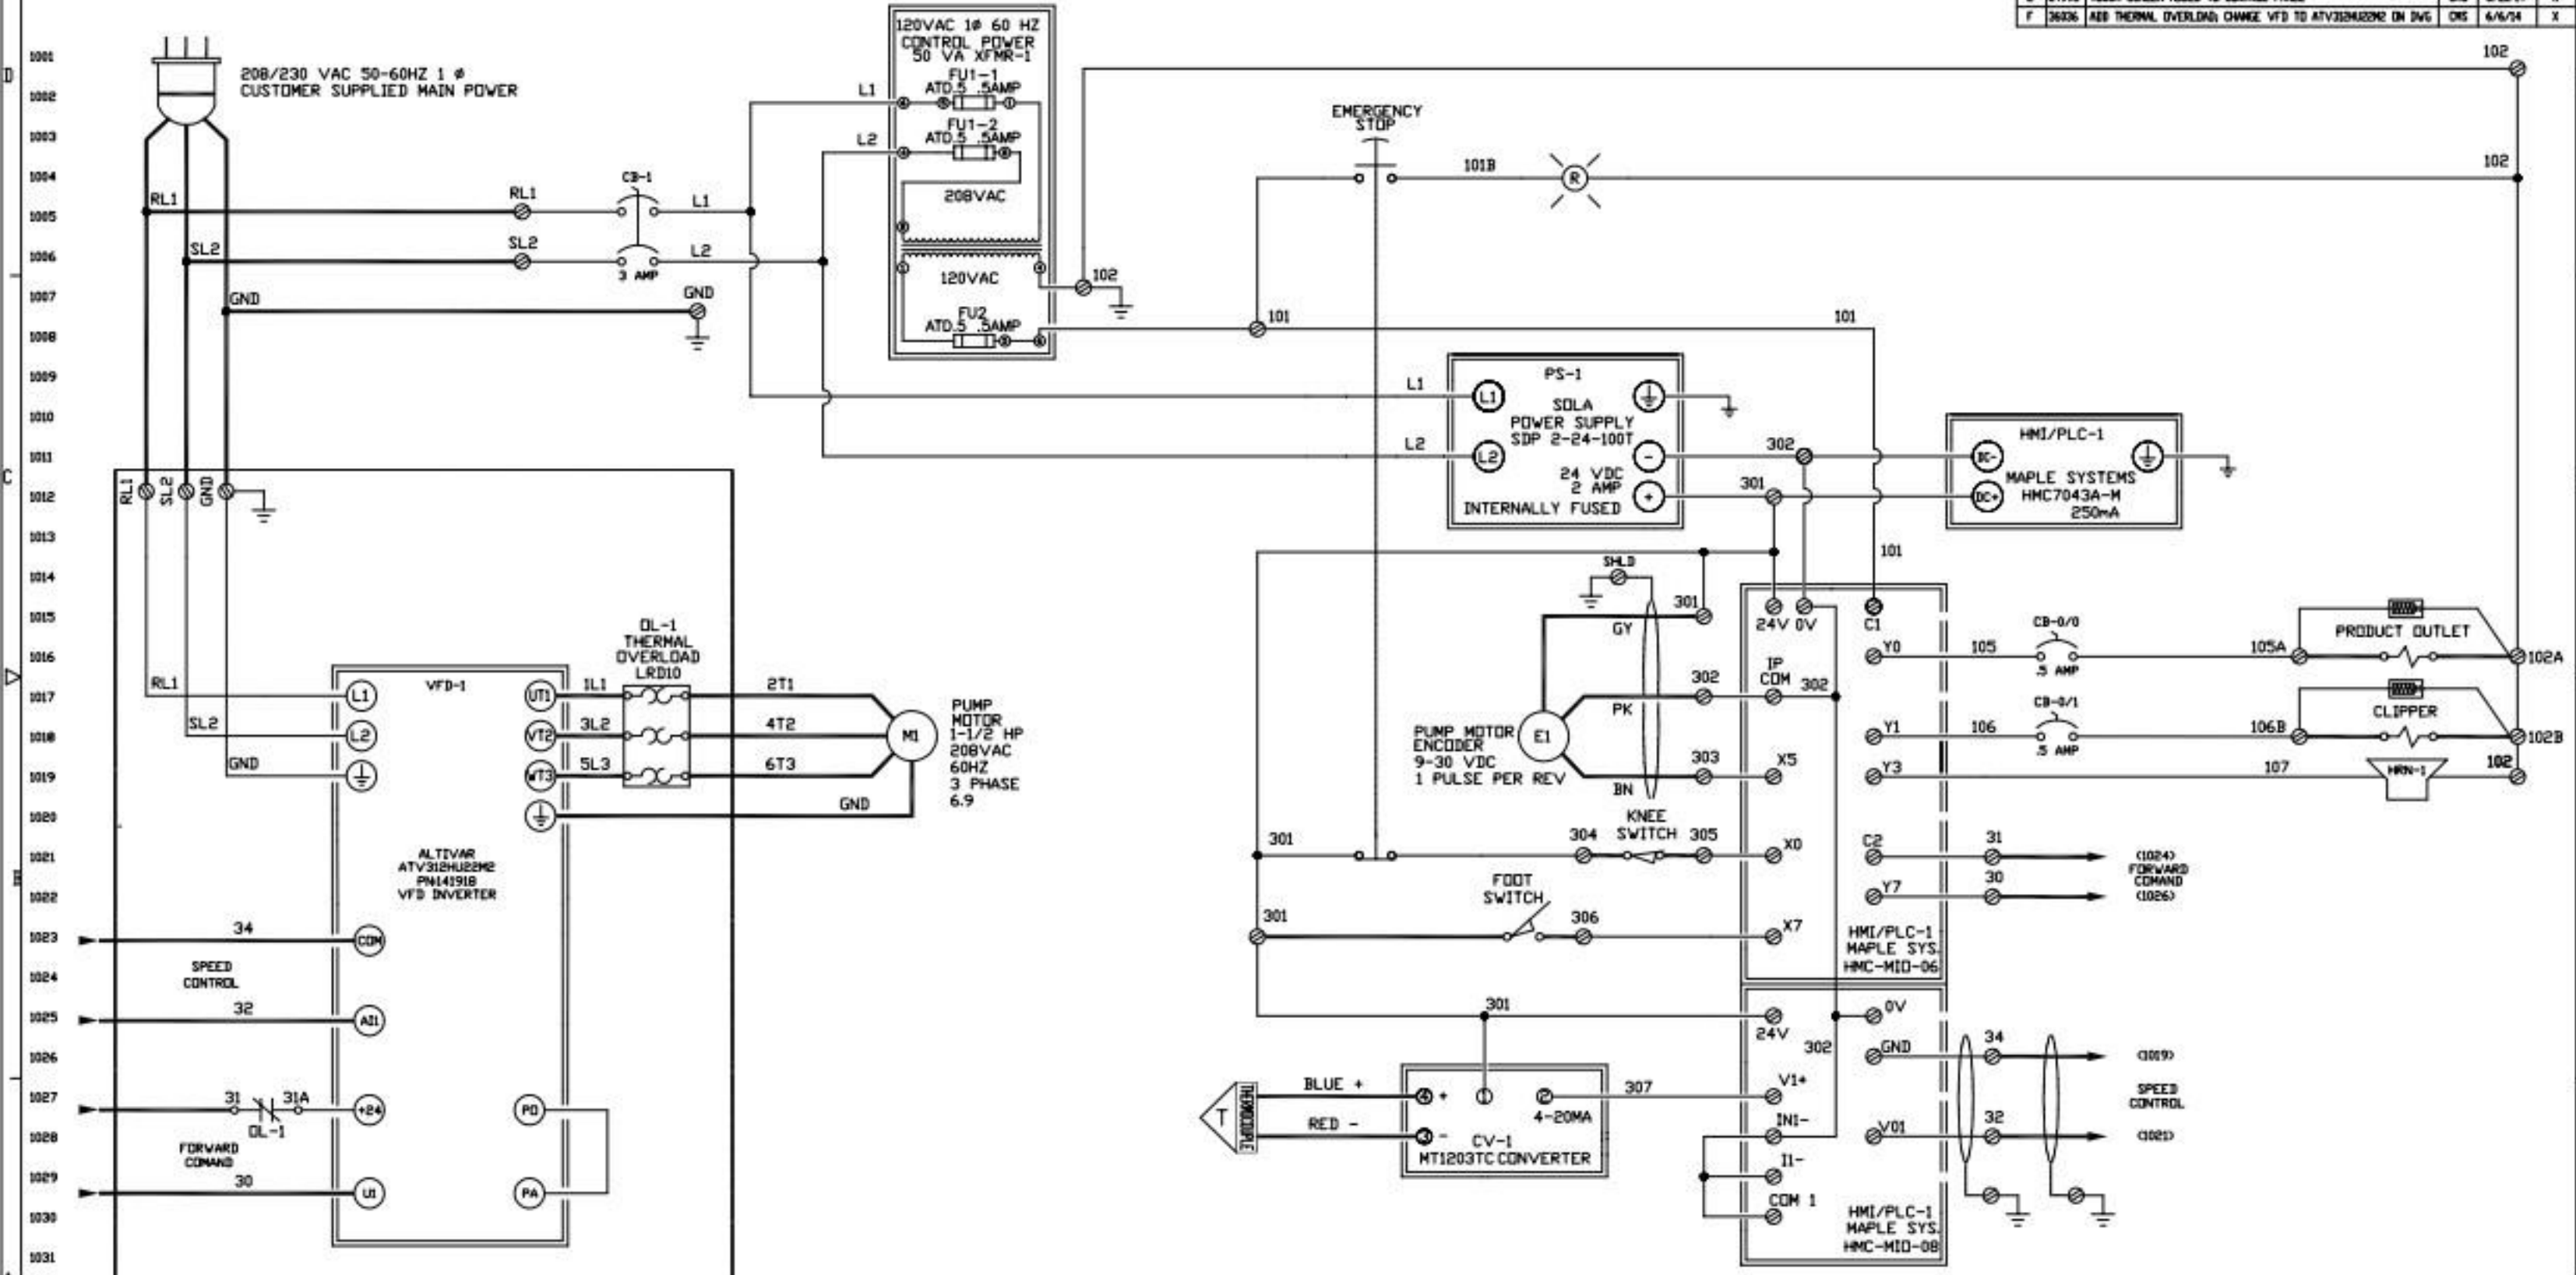 F 36036 ADD THERMAL OVERLOAD; CHANGE VFD TO ATV312HU22M2 ON DWG CMS 6/6/14 X
D
C
1001
1002
1003
1004
1005
1006
1007
1008
1009
1010
1011
1012
1013
1014
1015
1016
1017
1018
1019
1020
1021
1022
1023
1024
1025
1026
1027
1028
1029
1030
1031
208/230 VAC 50-60HZ 1 Ø
CUSTOMER SUPPLIED MAIN POWER
RL1
RL1
CB-1
L1
SL2
SL2
3 AMP
L2
GND
GND
120VAC 1Ø 60 HZ
CONTROL POWER
50 VA XFMR-1
FU1-1
ATD.5 .5AMP
L1
FU1-2
ATD.5 .5AMP
L2
208VAC
120VAC
FU2
ATD.5 .5AMP
102
102
102
EMERGENCY
STOP
101B
R
101
101
101
L1
L2
PS-1
L1
L2
SOLA
POWER SUPPLY
SDP 2-24-100T
-
24 VDC
2 AMP
+
INTERNALLY FUSED
302
301
HMI/PLC-1
DC-
DC+
MAPLE SYSTEMS
HMC7043A-M
250mA
RL1
SL2
GND
RL1
SL2
GND
VFD-1
L1
L2
UT1
VT2
WT3
1L1
3L2
5L3
OL-1
THERMAL
OVERLOAD
LRD10
2T1
4T2
6T3
GND
M1
PUMP
MOTOR
1-1/2 HP
208VAC
60HZ
3 PHASE
6.9
ALTIVAR
ATV312HU22M2
PN141918
VFD INVERTER
34
COM
SPEED
CONTROL
32
AI1
31
31A
OL-1
+24
FORWARD
COMAND
30
U1
PO
PA
SHLD
301
GY
302
PK
303
BN
E1
PUMP MOTOR
ENCODER
9-30 VDC
1 PULSE PER REV
KNEE
SWITCH
301
304
305
FOOT
SWITCH
301
306
24V 0V
C1
IP
COM
302
X5
X0
X7
Y0
Y1
Y3
C2
Y7
HMI/PLC-1
MAPLE SYS.
HMC-MIO-06
105
CB-0/0
.5 AMP
105A
PRODUCT OUTLET
102A
106
CB-0/1
.5 AMP
106B
CLIPPER
102B
107
HRN-1
102
31
(1024)
FORWARD
COMAND
30
(1026)
301
24V
302
0V
GND
V1+
IN1-
I1-
COM 1
V01
HMI/PLC-1
MAPLE SYS.
HMC-MIO-08
34
(1019)
SPEED
CONTROL
32
(1021)
T
THERMOCOUPLE
BLUE +
RED -
4 +
1
2
3 -
4-20MA
CV-1
MT1203TC CONVERTER
307